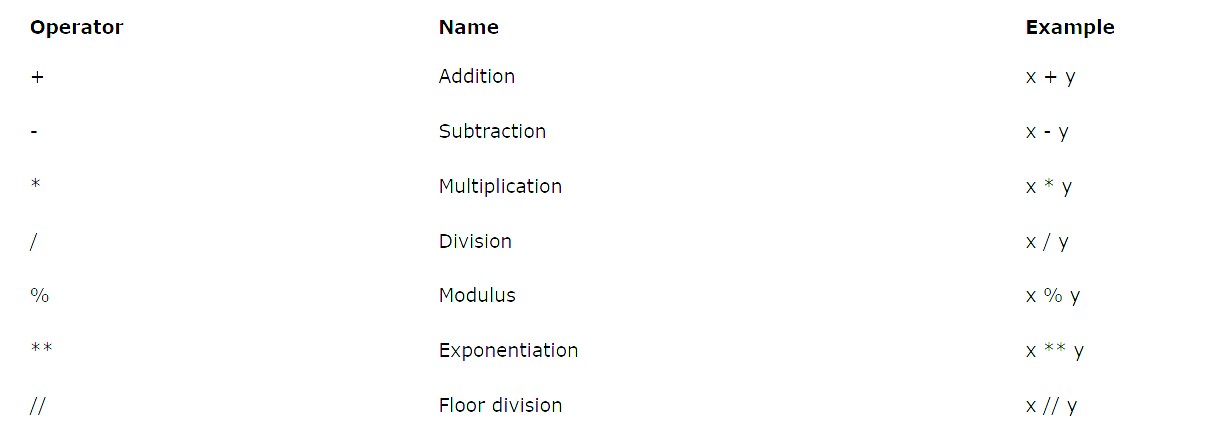 Operator Name Example
+ Addition x + y
- Subtraction x - y
* Multiplication x * y
/ Division x / y
% Modulus x % y
** Exponentiation x ** y
// Floor division x // y